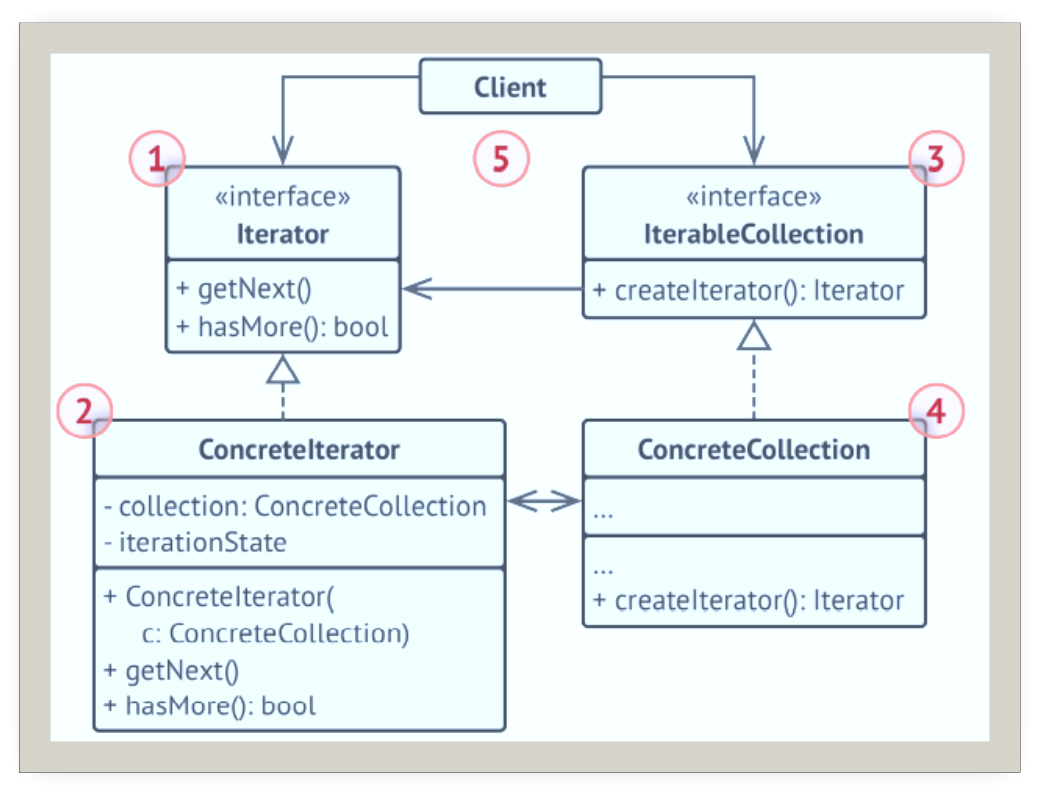 Client
1
«interface»
Iterator
+ getNext()
+ hasMore(): bool
5
3
«interface»
IterableCollection
+ createIterator(): Iterator
2
ConcreteIterator
- collection: ConcreteCollection
- iterationState
+ ConcreteIterator(
c: ConcreteCollection)
+ getNext()
+ hasMore(): bool
4
ConcreteCollection
...
...
+ createIterator(): Iterator